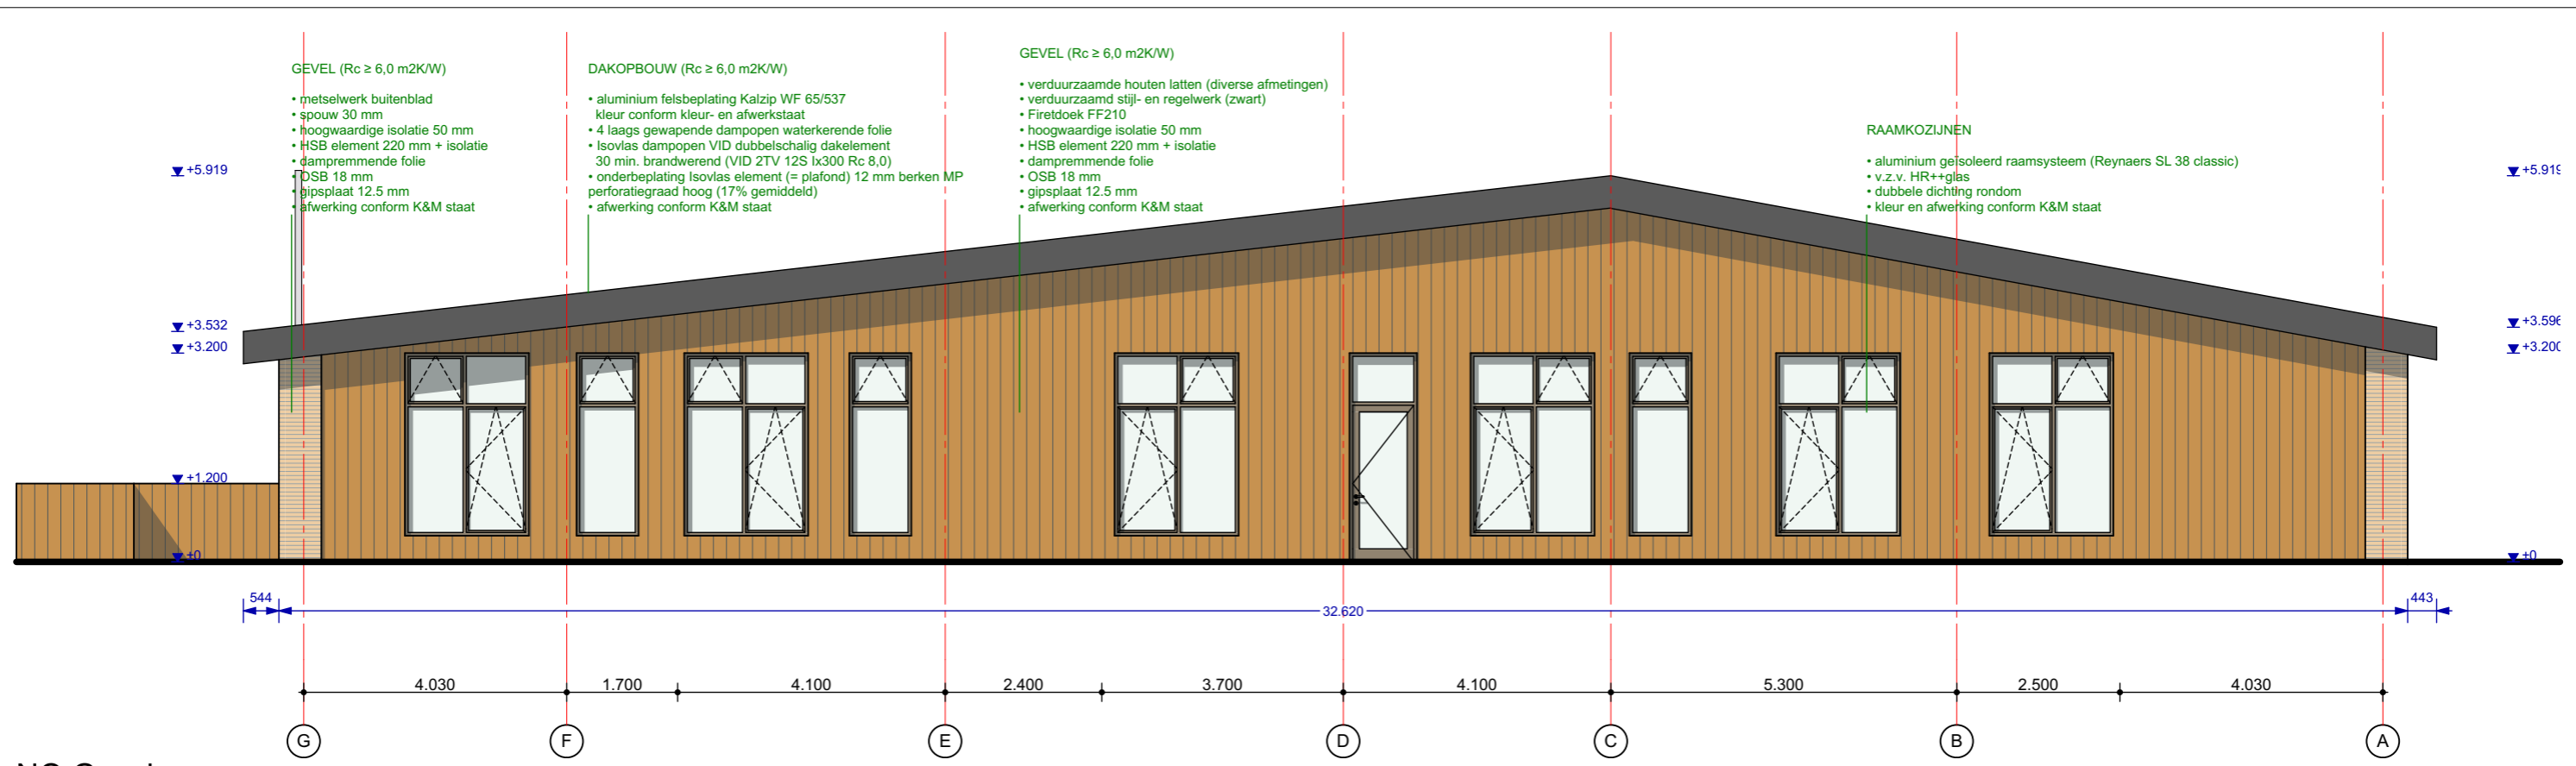 GEVEL (Rc ≥ 6,0 m2K/W)
• metselwerk buitenblad
• spouw 30 mm
• hoogwaardige isolatie 50 mm
• HSB element 220 mm + isolatie
• dampremmende folie
• OSB 18 mm
• gipsplaat 12.5 mm
• afwerking conform K&M staat
DAKOPBOUW (Rc ≥ 6,0 m2K/W)
• aluminium felsbeplating Kalzip WF 65/537
kleur conform kleur- en afwerkstaat
• 4 laags gewapende dampopen waterkerende folie
• Isovlas dampopen VID dubbelschalig dakelement
30 min. brandwerend (VID 2TV 12S Ix300 Rc 8,0)
• onderbeplating Isovlas element (= plafond) 12 mm berken MP
perforatiegraad hoog (17% gemiddeld)
• afwerking conform K&M staat
GEVEL (Rc ≥ 6,0 m2K/W)
• verduurzaamde houten latten (diverse afmetingen)
• verduurzaamd stijl- en regelwerk (zwart)
• Firetdoek FF210
• hoogwaardige isolatie 50 mm
• HSB element 220 mm + isolatie
• dampremmende folie
• OSB 18 mm
• gipsplaat 12.5 mm
• afwerking conform K&M staat
RAAMKOZIJNEN
• aluminium geïsoleerd raamsysteem (Reynaers SL 38 classic)
• v.z.v. HR++glas
• dubbele dichting rondom
• kleur en afwerking conform K&M staat
+5.919
+3.532
+3.200
+1.200
+0
+5.919
+3.596
+3.200
+0
544
32.620
443
4.030
1.700
4.100
2.400
3.700
4.100
5.300
2.500
4.030
G
F
E
D
C
B
A